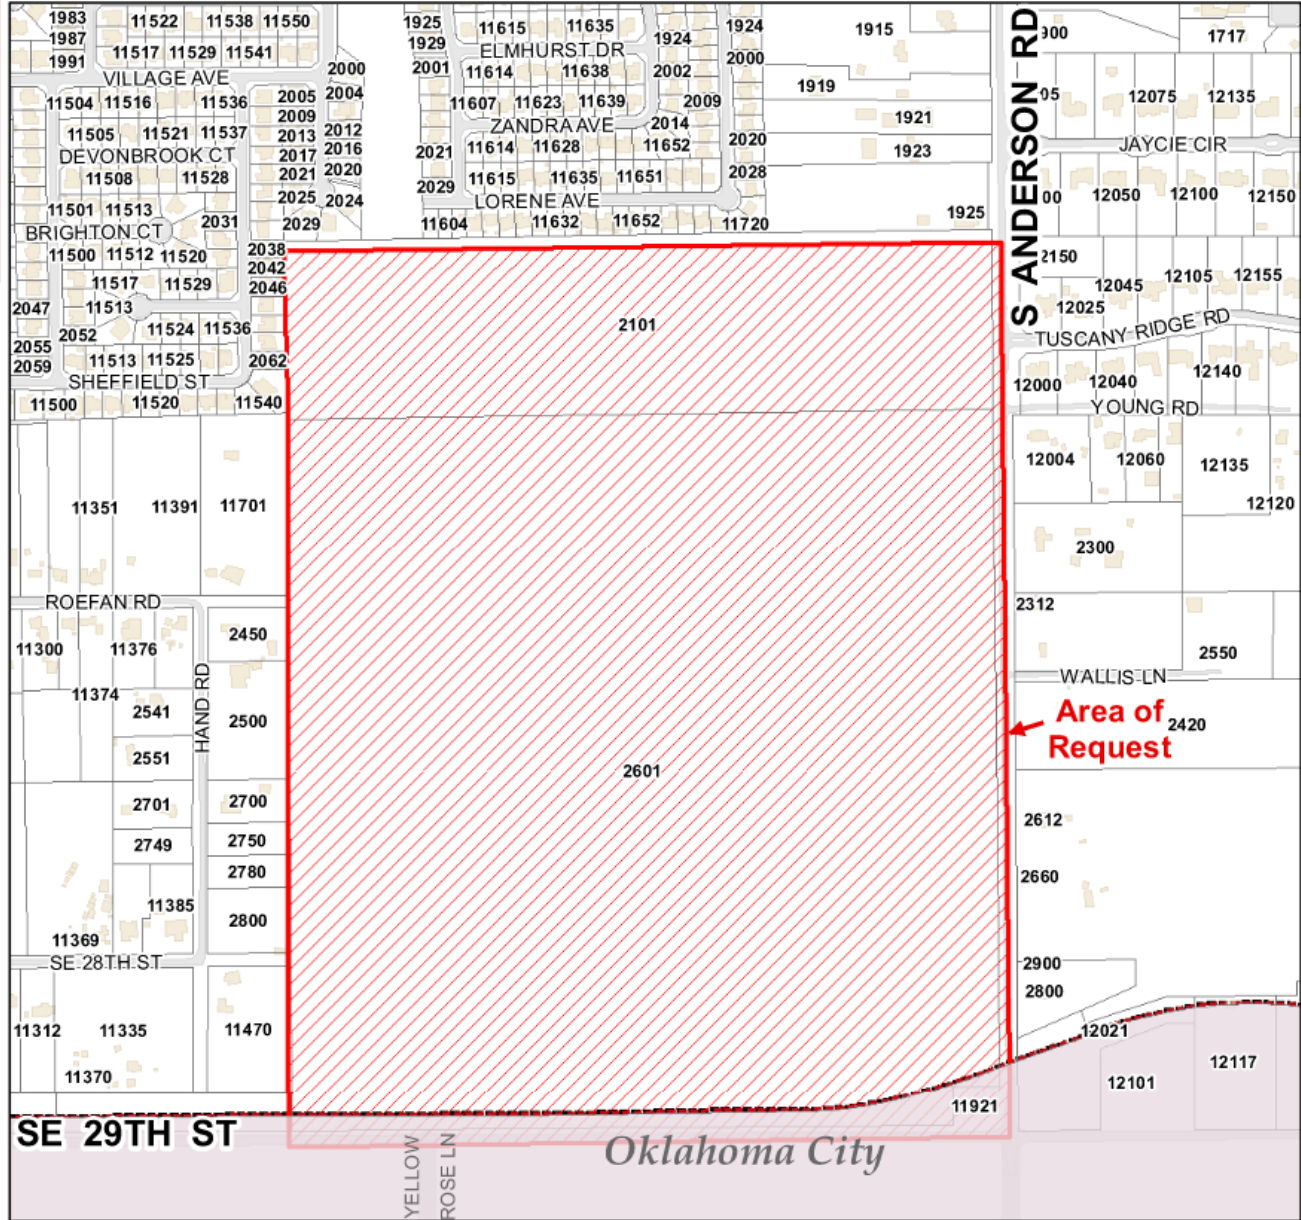 1983 11522 11538 11550 1925 11615 11635 1924 1915
1987 1929 ELMHURST DR 1924 1717
1991 11517 11529 11541 2001 11614 11638 2002 2000
VILLAGE AVE 2000 1919
11504 11516 11536 2005 2004 11607 11623 11639 2009 12075 12135
2009 ZANDRA AVE 2014 1921
11505 11521 11537 2013 2012 2020
DEVONBROOK CT 2017 2016 2021 11614 11628 11652 1923 JAYCIE CIR
11508 11528 2021 2020 2029 11615 11635 11651 2028
11501 11513 2031 2025 2024 LORENE AVE 12050 12100 12150
BRIGHTON CT 2029 11604 11632 11652 11720 1925
11500 11512 11520 2038 2150
11517 11529 2042 12045 12105 12155
2047 11513 2046 12025
2052 11524 11536 2101 TUSCANY RIDGE RD
2055 11513 11525 2062
2059 SHEFFIELD ST 12000 12040 12140
11500 11520 11540 YOUNG RD
S ANDERSON RD
12004 12060 12135
11351 11391 11701 12120
2300
ROEFAN RD 2312
11300 11376 2450 2550
HAND RD
11374 WALLIS LN
2541 2500 Area of
Request
2420
2551
2601
2701 2700 2612
2749 2750
2780 2660
11385 2800
11369
SE 28TH ST 2900
2800
11312 11335 11470 12021
11370 12101 12117
11921
SE 29TH ST
Oklahoma City
YELLOW
ROSE LN